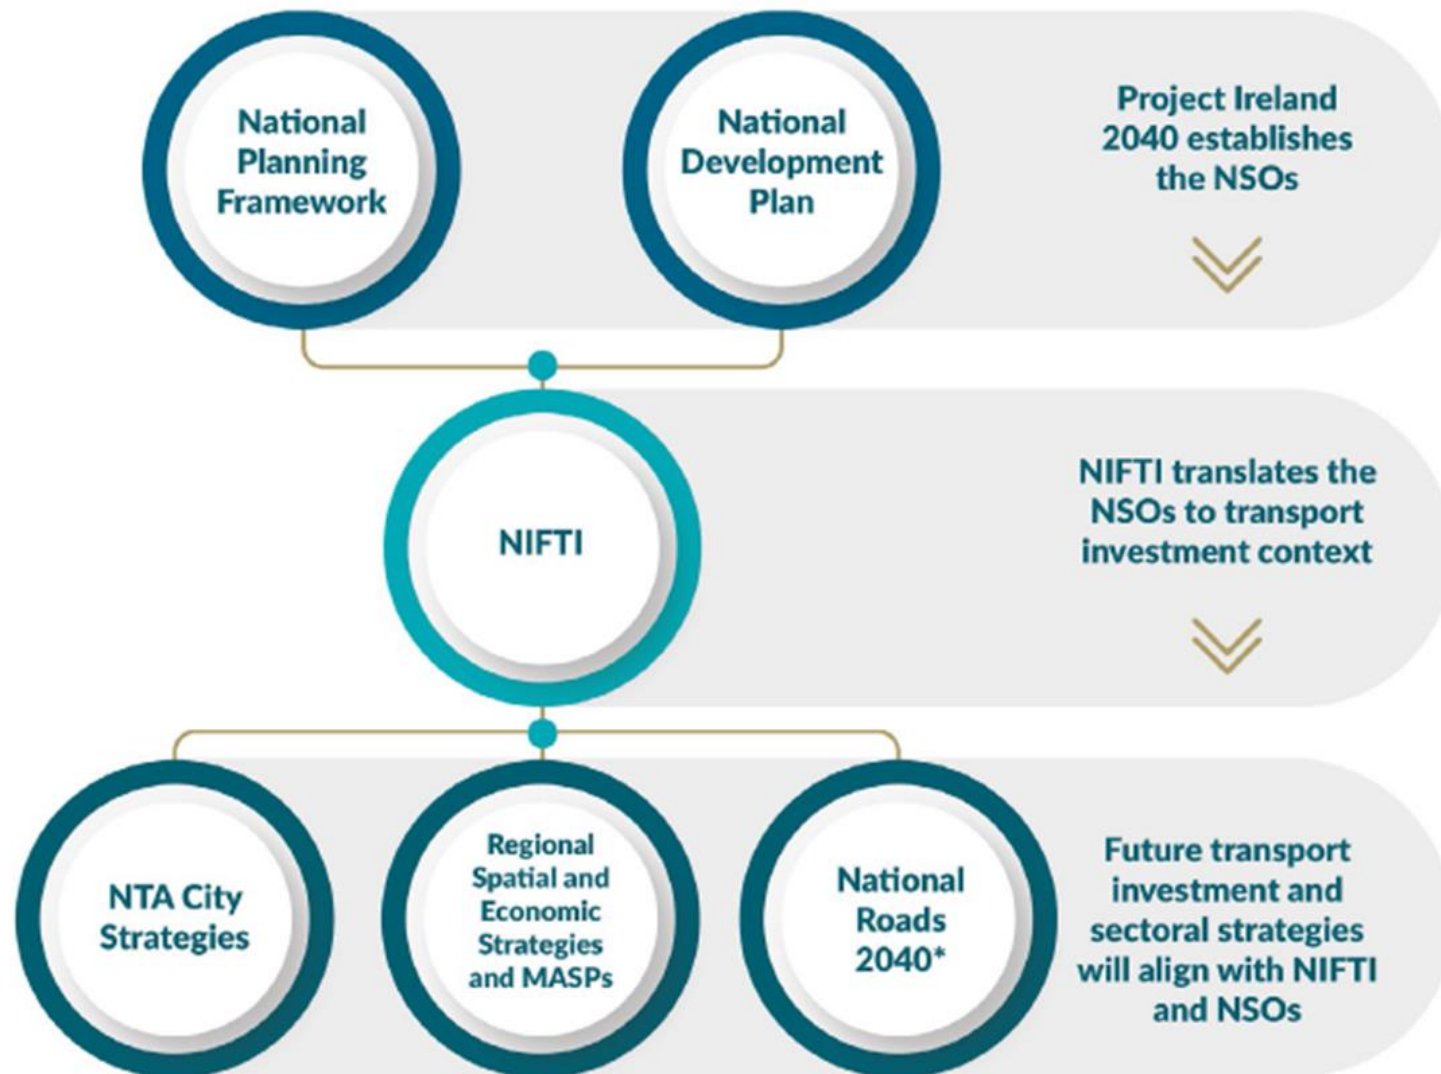 National
Planning
Framework
National
Development
Plan
Project Ireland
2040 establishes
the NSOs
NIFTI
NIFTI translates the
NSOs to transport
investment context
NTA City
Strategies
Regional
Spatial and
Economic
Strategies
and MASPs
National
Roads
2040*
Future transport
investment and
sectoral strategies
will align with NIFTI
and NSOs